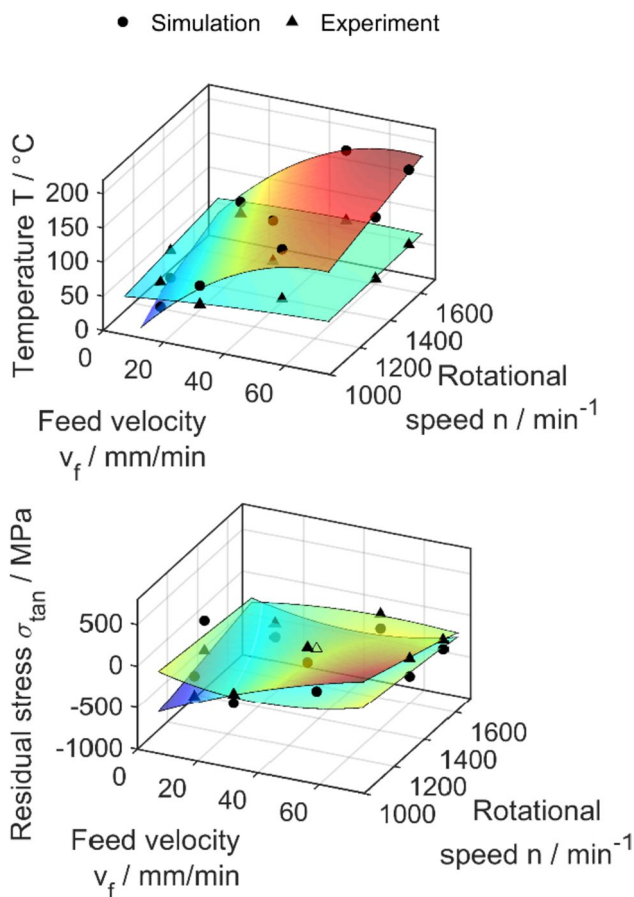 Simulation Experiment
Temperature T / °C
200
150
100
50
0
0
20
40
60
1000
1200
1400
1600
Feed velocity
v_f / mm/min
Rotational
speed n / min⁻¹
Residual stress σ_tan / MPa
500
0
-500
-1000
0
20
40
60
1000
1200
1400
1600
Feed velocity
v_f / mm/min
Rotational
speed n / min⁻¹